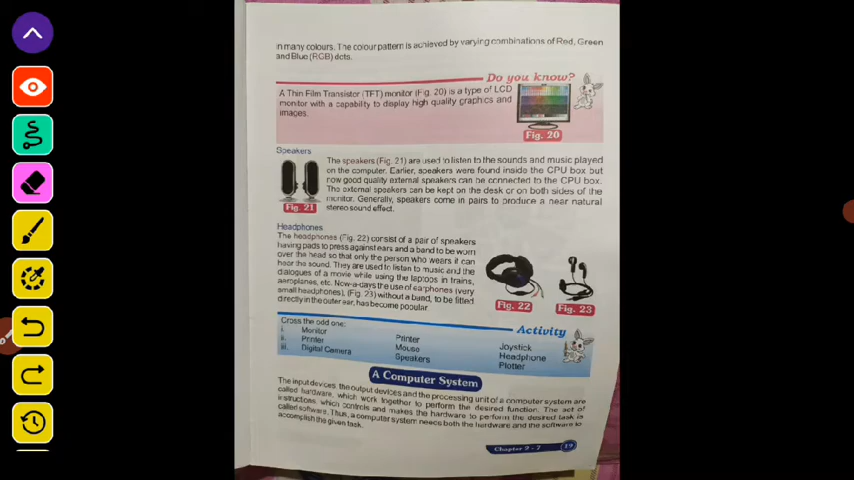 in many colours. The colour pattern is achieved by varying combinations of Red, Green
and Blue (RGB) dots.
Do you know?
A Thin Film Transistor (TFT) monitor (Fig. 20) is a type of LCD
monitor with a capability to display high quality graphics and
images.
Fig. 20
Speakers
The speakers (Fig. 21) are used to listen to the sounds and music played
on the computer. Earlier, speakers were found inside the CPU box but
now good quality external speakers can be connected to the CPU box.
The external speakers can be kept on the desk or on both sides of the
monitor. Generally, speakers come in pairs to produce a near natural
stereo sound effect.
Fig. 21
Headphones
The headphones (Fig. 22) consist of a pair of speakers
having pads to press against ears and a band to be worn
over the head so that only the person who wears it can
hear the sound. They are used to listen to music and the
dialogues of a movie while using the laptops in trains,
aeroplanes, etc. Now-a-days the use of earphones (very
small headphones), (Fig. 23) without a band, to be fitted
directly in the outer ear, has become popular.
Fig. 22
Fig. 23
Activity
Cross the odd one:
i. Monitor Printer Joystick
ii. Printer Mouse Headphone
iii. Digital Camera Speakers Plotter
A Computer System
The input devices, the output devices and the processing unit of a computer system are
called hardware, which work together to perform the desired function. The act of
instructions, which controls and makes the hardware to perform the desired task is
called software. Thus, a computer system needs both the hardware and the software to
accomplish the given task.
Chapter 2 - 7
19